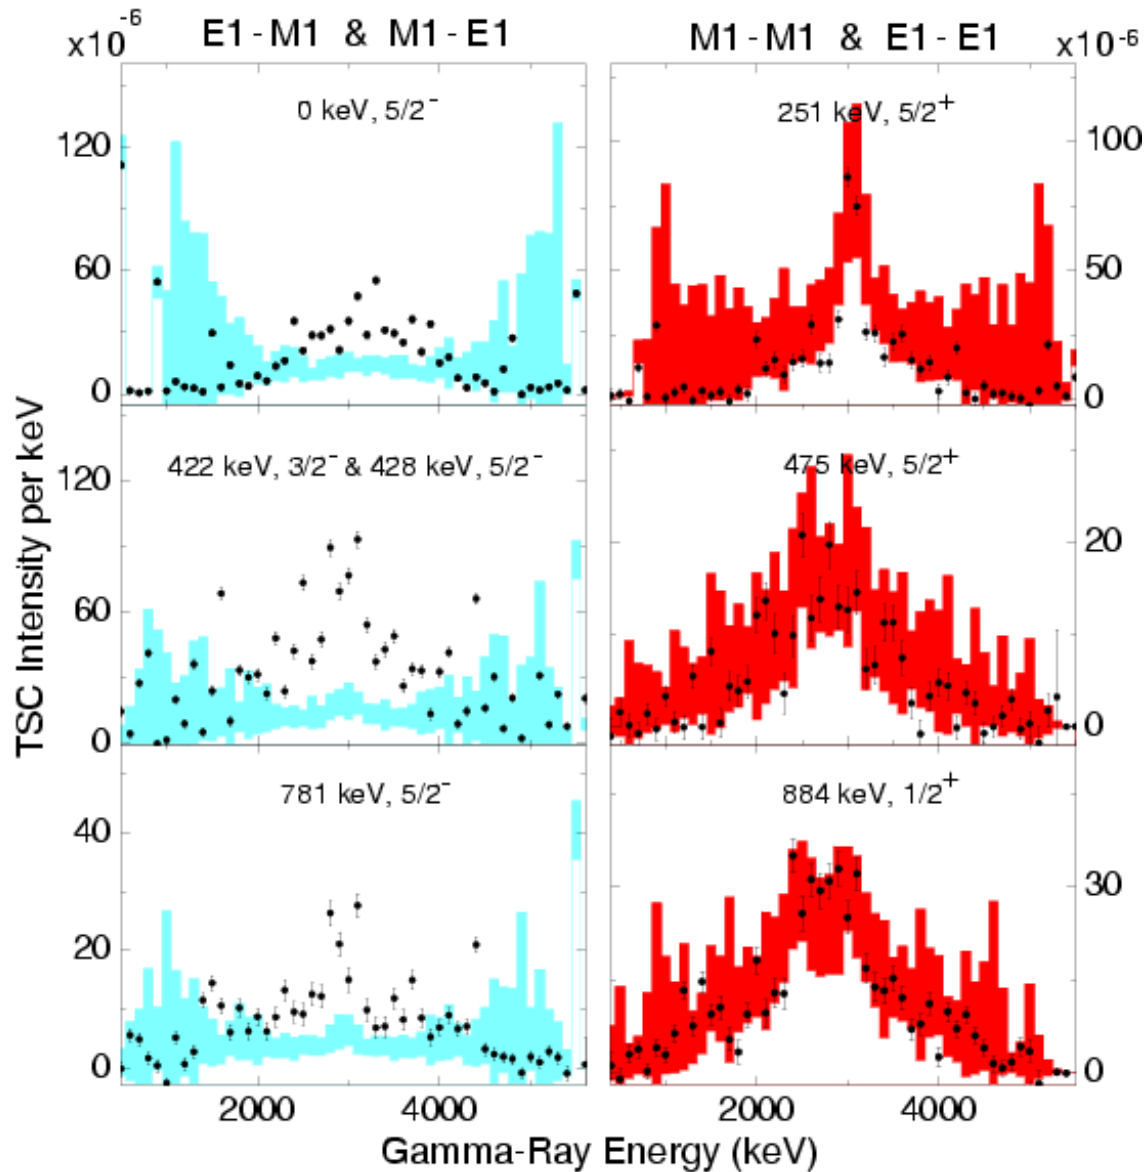 E1-M1 & M1-E1
M1-M1 & E1-E1
x10⁻⁶
x10⁻⁶
0 keV, 5/2⁻
251 keV, 5/2⁺
120
60
0
100
50
0
422 keV, 3/2⁻ & 428 keV, 5/2⁻
475 keV, 5/2⁺
120
60
0
20
0
781 keV, 5/2⁻
884 keV, 1/2⁺
40
20
0
30
0
2000 4000
2000 4000
TSC Intensity per keV
Gamma-Ray Energy (keV)